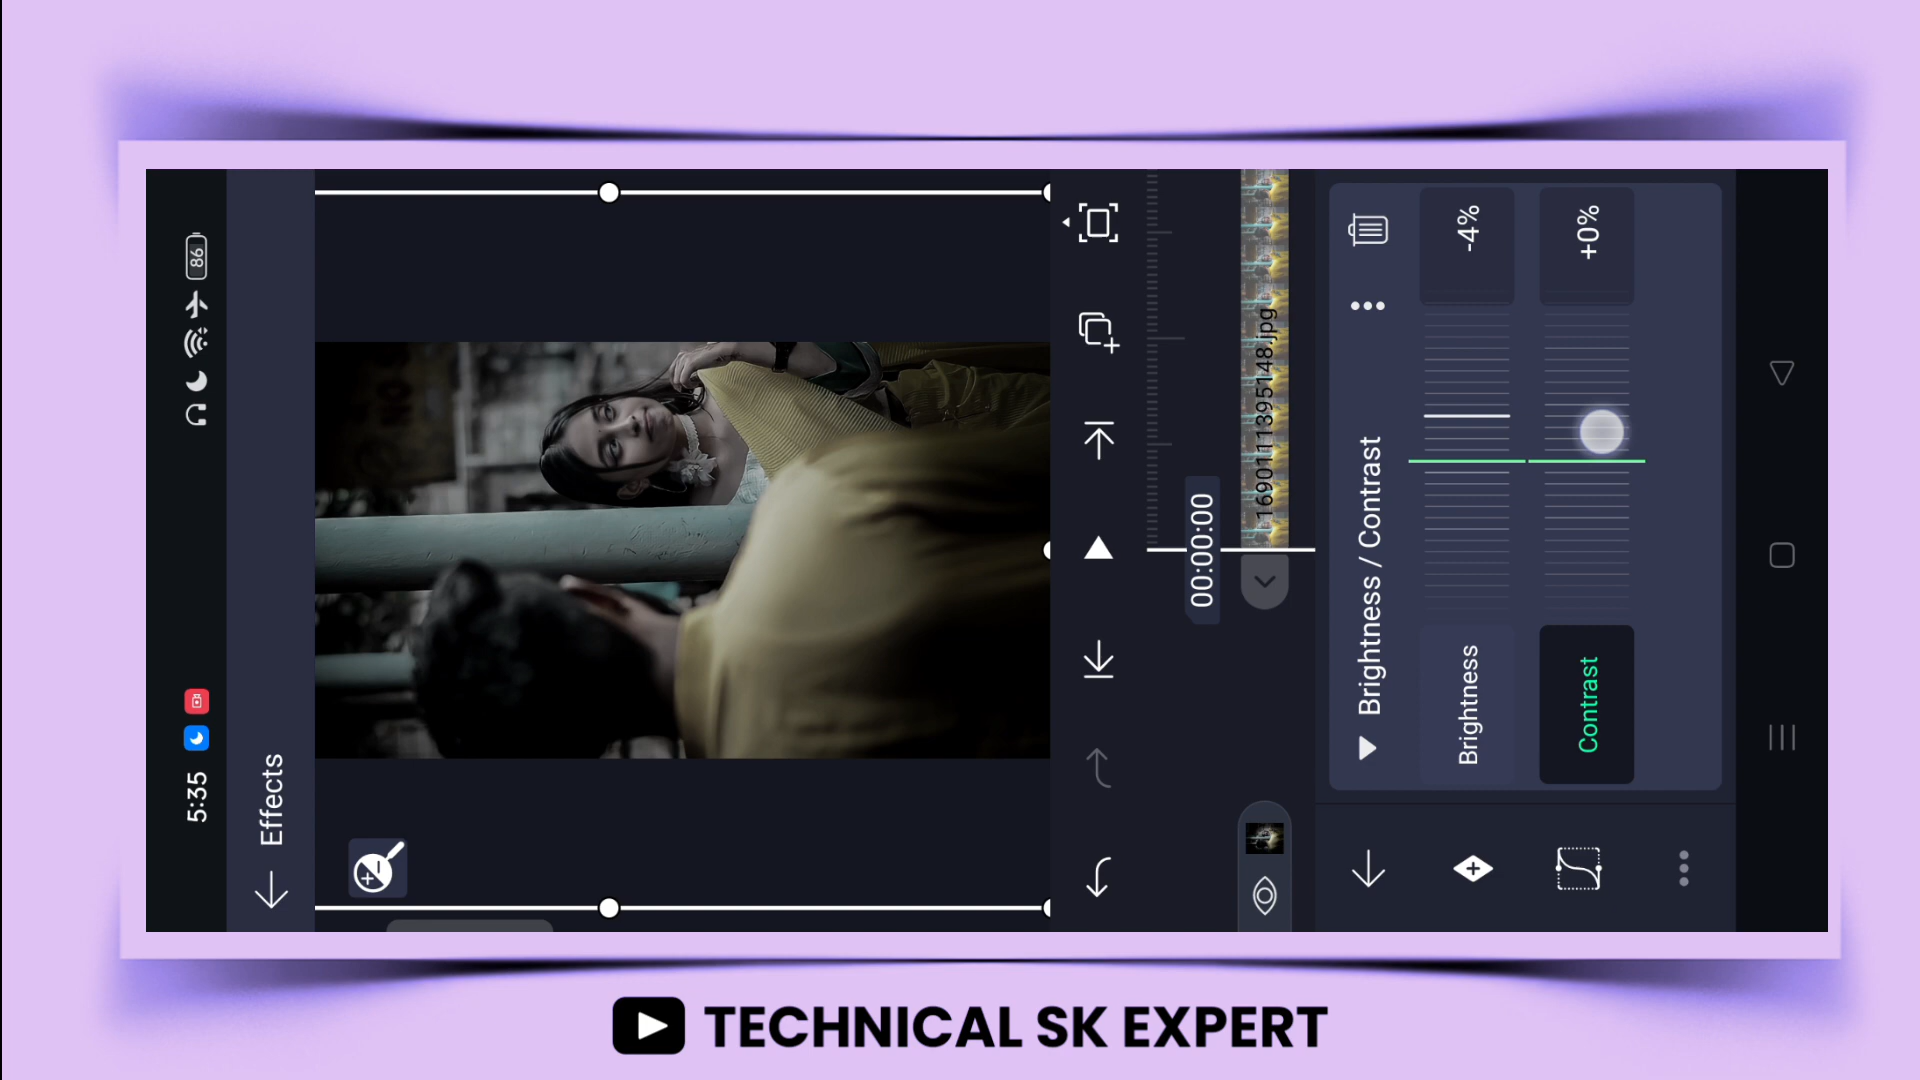 5:35
86
Effects
00:00:00
1690111395148.jpg
Brightness / Contrast
Brightness
-4%
Contrast
+0%
TECHNICAL SK EXPERT